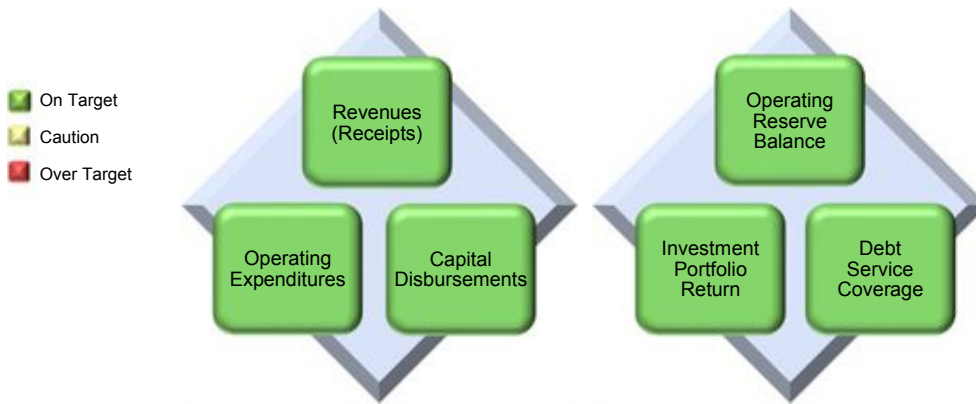 On Target
Caution
Over Target
Revenues
(Receipts)
Operating
Expenditures
Capital
Disbursements
Operating
Reserve
Balance
Investment
Portfolio
Return
Debt
Service
Coverage